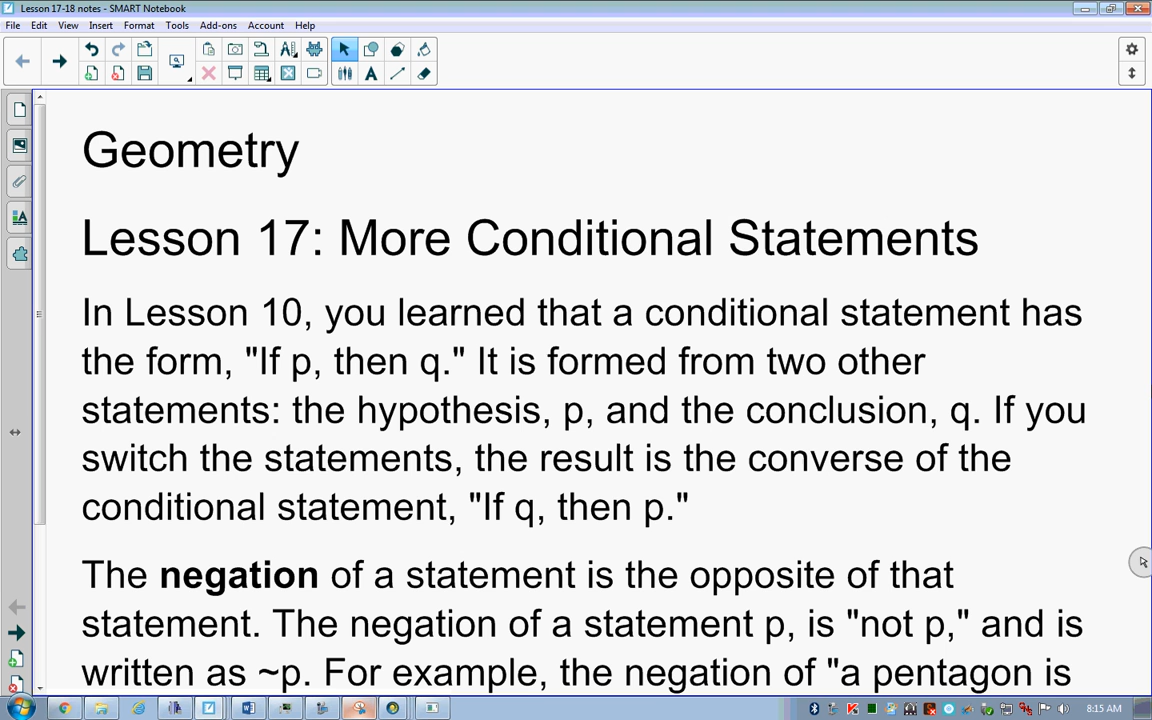 Lesson 17-18 notes - SMART Notebook
File Edit View Insert Format Tools Add-ons Account Help
Geometry
Lesson 17: More Conditional Statements
In Lesson 10, you learned that a conditional statement has
the form, "If p, then q." It is formed from two other
statements: the hypothesis, p, and the conclusion, q. If you
switch the statements, the result is the converse of the
conditional statement, "If q, then p."
The negation of a statement is the opposite of that
statement. The negation of a statement p, is "not p," and is
written as ~p. For example, the negation of "a pentagon is
8:15 AM